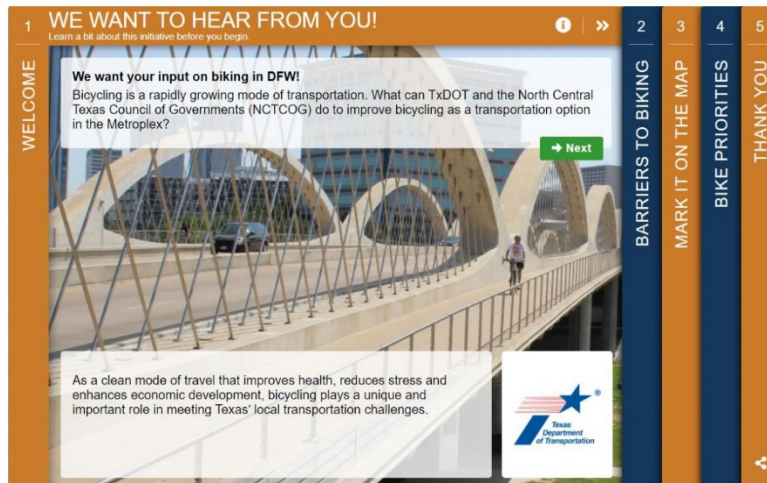 1
WE WANT TO HEAR FROM YOU!
Learn a bit about this initiative before you begin.
WELCOME
We want your input on biking in DFW!
Bicycling is a rapidly growing mode of transportation. What can TxDOT and the North Central
Texas Council of Governments (NCTCOG) do to improve bicycling as a transportation option
in the Metroplex?
Next
As a clean mode of travel that improves health, reduces stress and
enhances economic development, bicycling plays a unique and
important role in meeting Texas' local transportation challenges.
Texas
Department
of Transportation
®
2
BARRIERS TO BIKING
3
MARK IT ON THE MAP
4
BIKE PRIORITIES
5
THANK YOU